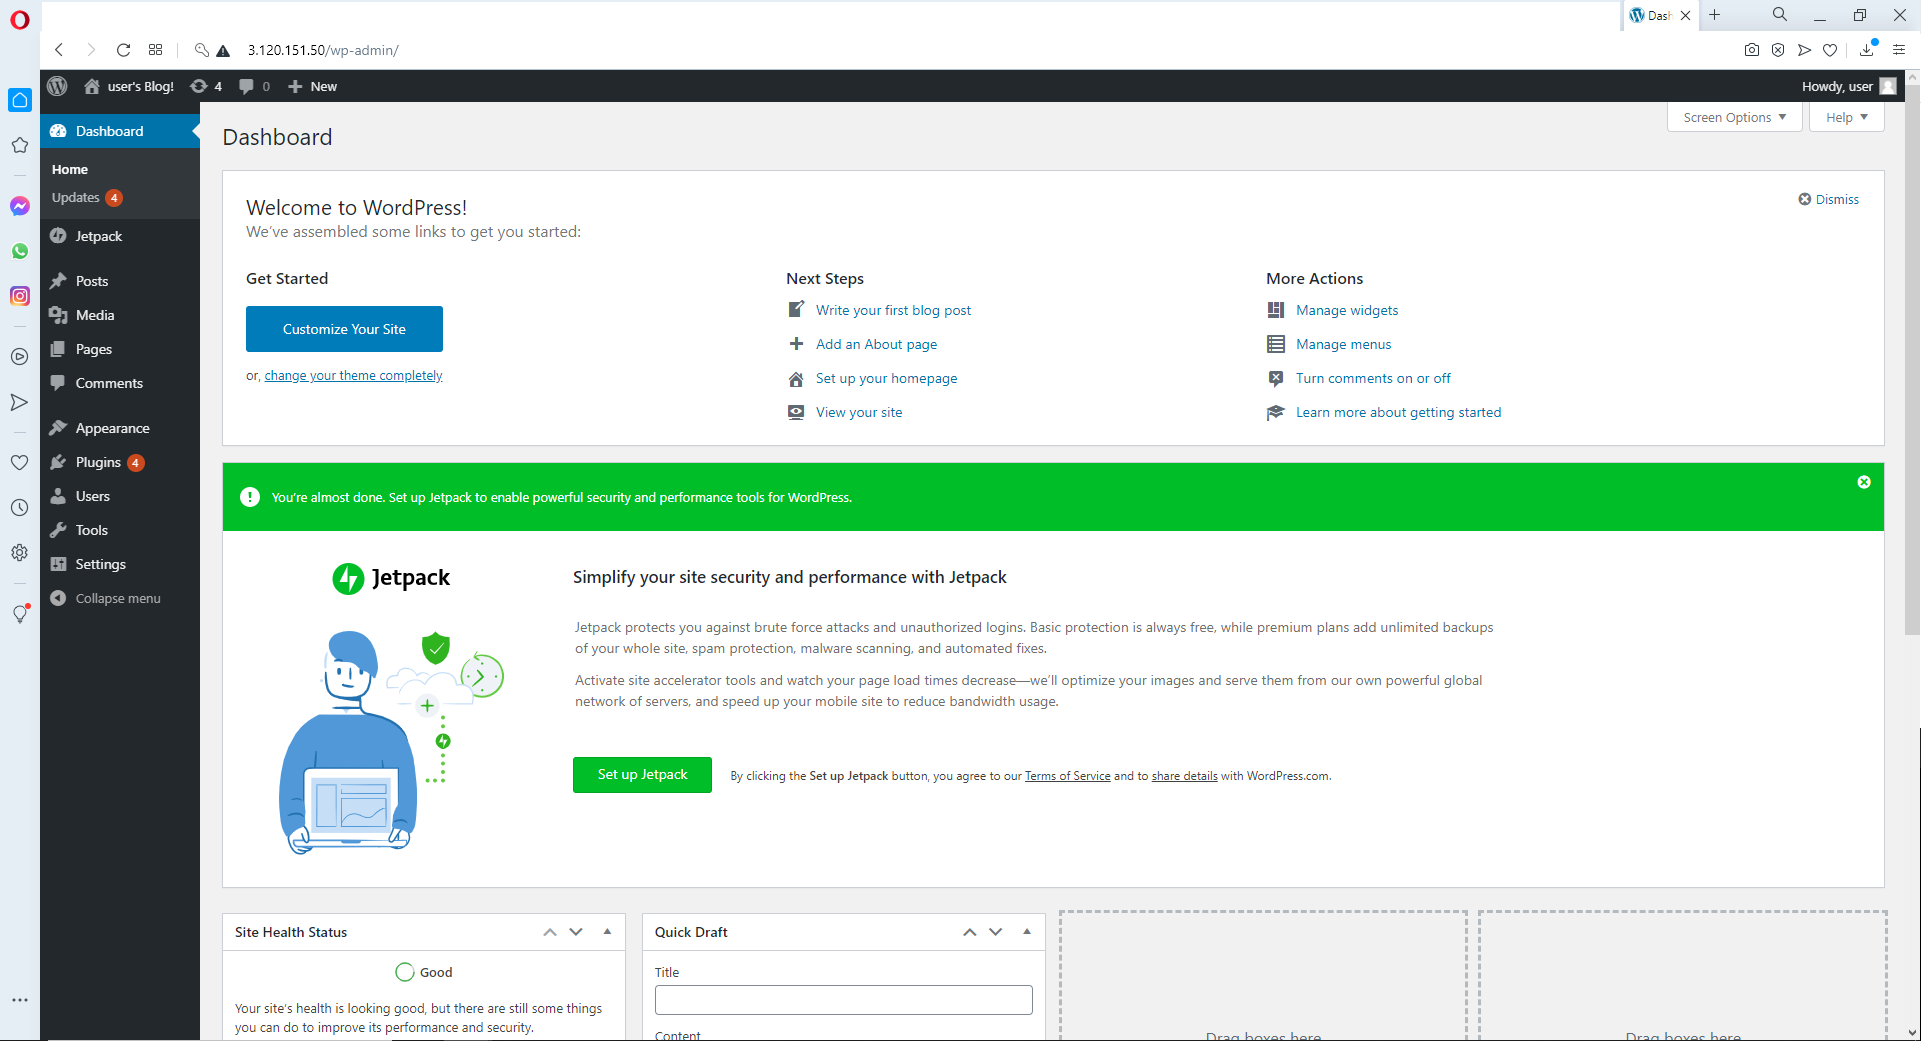 Dash
3.120.151.50/wp-admin/
user's Blog! 4 0 New
Howdy, user
Dashboard
Home
Updates 4
Jetpack
Posts
Media
Pages
Comments
Appearance
Plugins 4
Users
Tools
Settings
Collapse menu
Dashboard
Screen Options
Help
Welcome to WordPress!
We've assembled some links to get you started:
Dismiss
Get Started
Customize Your Site
or, change your theme completely
Next Steps
Write your first blog post
Add an About page
Set up your homepage
View your site
More Actions
Manage widgets
Manage menus
Turn comments on or off
Learn more about getting started
You're almost done. Set up Jetpack to enable powerful security and performance tools for WordPress.
Jetpack
Simplify your site security and performance with Jetpack
Jetpack protects you against brute force attacks and unauthorized logins. Basic protection is always free, while premium plans add unlimited backups
of your whole site, spam protection, malware scanning, and automated fixes.
Activate site accelerator tools and watch your page load times decrease—we'll optimize your images and serve them from our own powerful global
network of servers, and speed up your mobile site to reduce bandwidth usage.
Set up Jetpack
By clicking the Set up Jetpack button, you agree to our Terms of Service and to share details with WordPress.com.
Site Health Status
Good
Your site's health is looking good, but there are still some things
you can do to improve its performance and security.
Quick Draft
Title
Content
Drag boxes here
Drag boxes here